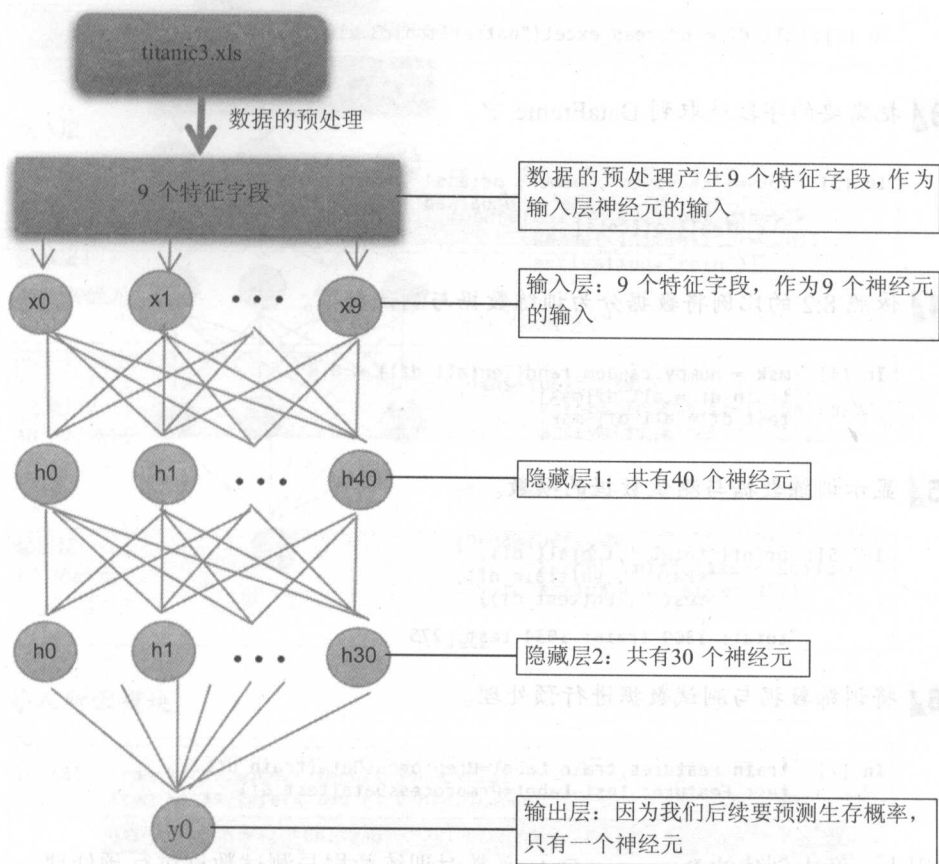 titanic3.xls
数据的预处理
9 个特征字段
数据的预处理产生9 个特征字段,作为
输入层神经元的输入
x0 x1 ••• x9
输入层：9 个特征字段，作为9 个神经元
的输入
h0 h1 ••• h40
隐藏层1：共有40 个神经元
h0 h1 ••• h30
隐藏层2：共有30 个神经元
y0
输出层：因为我们后续要预测生存概率，
只有一个神经元